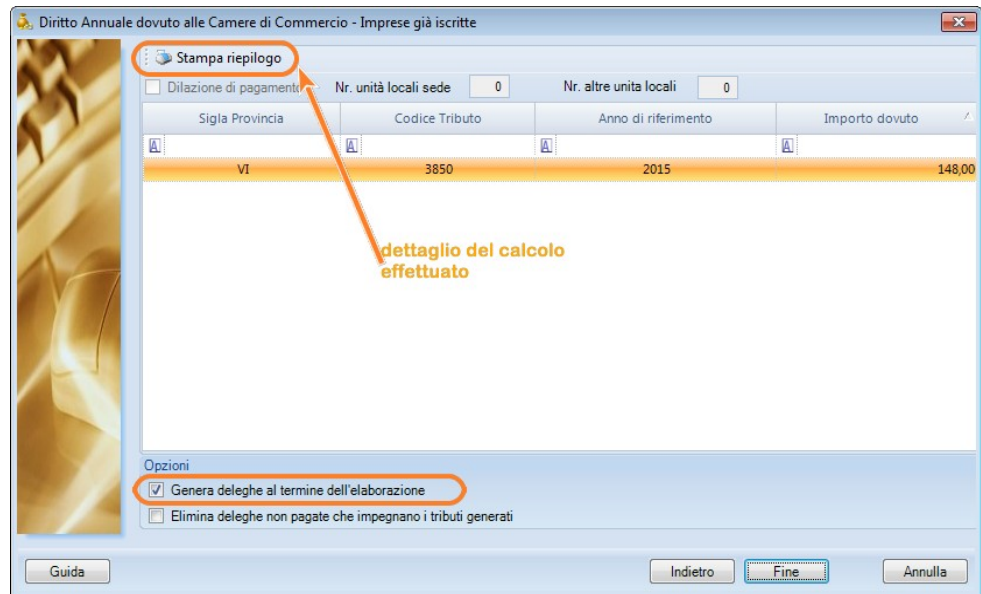 Diritto Annuale dovuto alle Camere di Commercio - Imprese già iscritte
Stampa riepilogo
Dilazione di pagamento Nr. unità locali sede 0 Nr. altre unita locali 0
Sigla Provincia Codice Tributo Anno di riferimento Importo dovuto
A A A A
VI 3850 2015 148,00
dettaglio del calcolo
effettuato
Opzioni
Genera deleghe al termine dell'elaborazione
Elimina deleghe non pagate che impegnano i tributi generati
Guida Indietro Fine Annulla